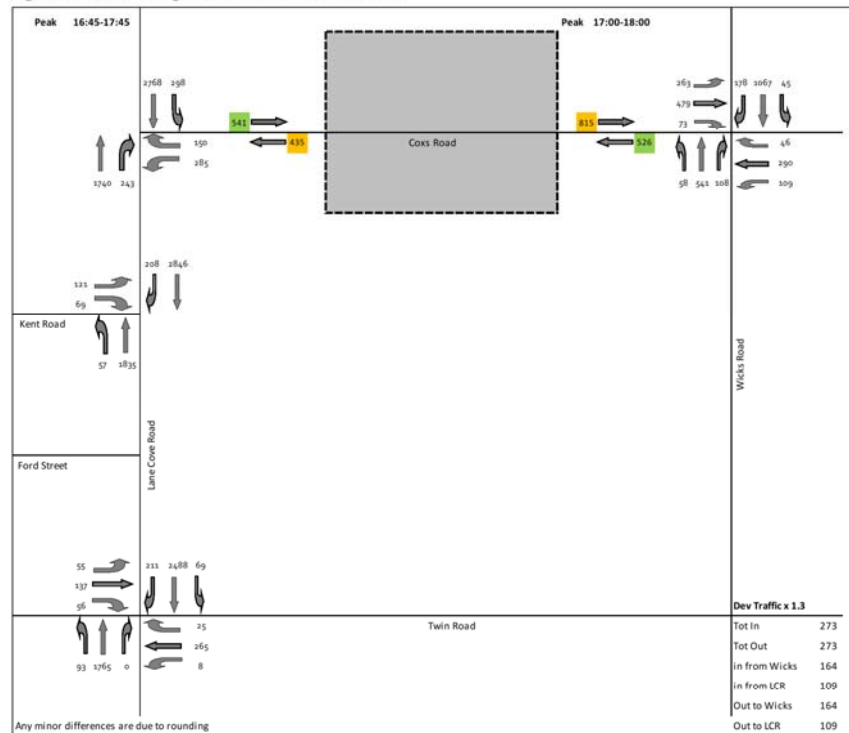 Peak 16:45-17:45
Peak 17:00-18:00
2768 298
263
178 1067 45
541
815
479
73
150
435
Coxs Road
526
46
285
290
1740 243
58 541 108
109
208 2846
121
69
Kent Road
57 1835
Wicks Road
Lane Cove Road
Ford Street
55
211 2488 69
137
56
Dev Traffic x 1.3
25
Twin Road
Tot In 273
265
Tot Out 273
93 1765 0
8
in from Wicks 164
in from LCR 109
Out to Wicks 164
Any minor differences are due to rounding
Out to LCR 109